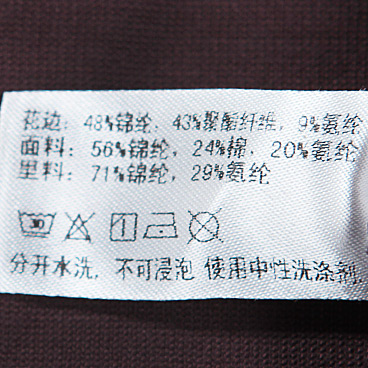 花边：48%锦纶，43%聚酯纤维，9%氨纶
面料：56%锦纶，24%棉，20%氨纶
里料：71%锦纶，29%氨纶
30
分开水洗，不可浸泡 使用中性洗涤剂.